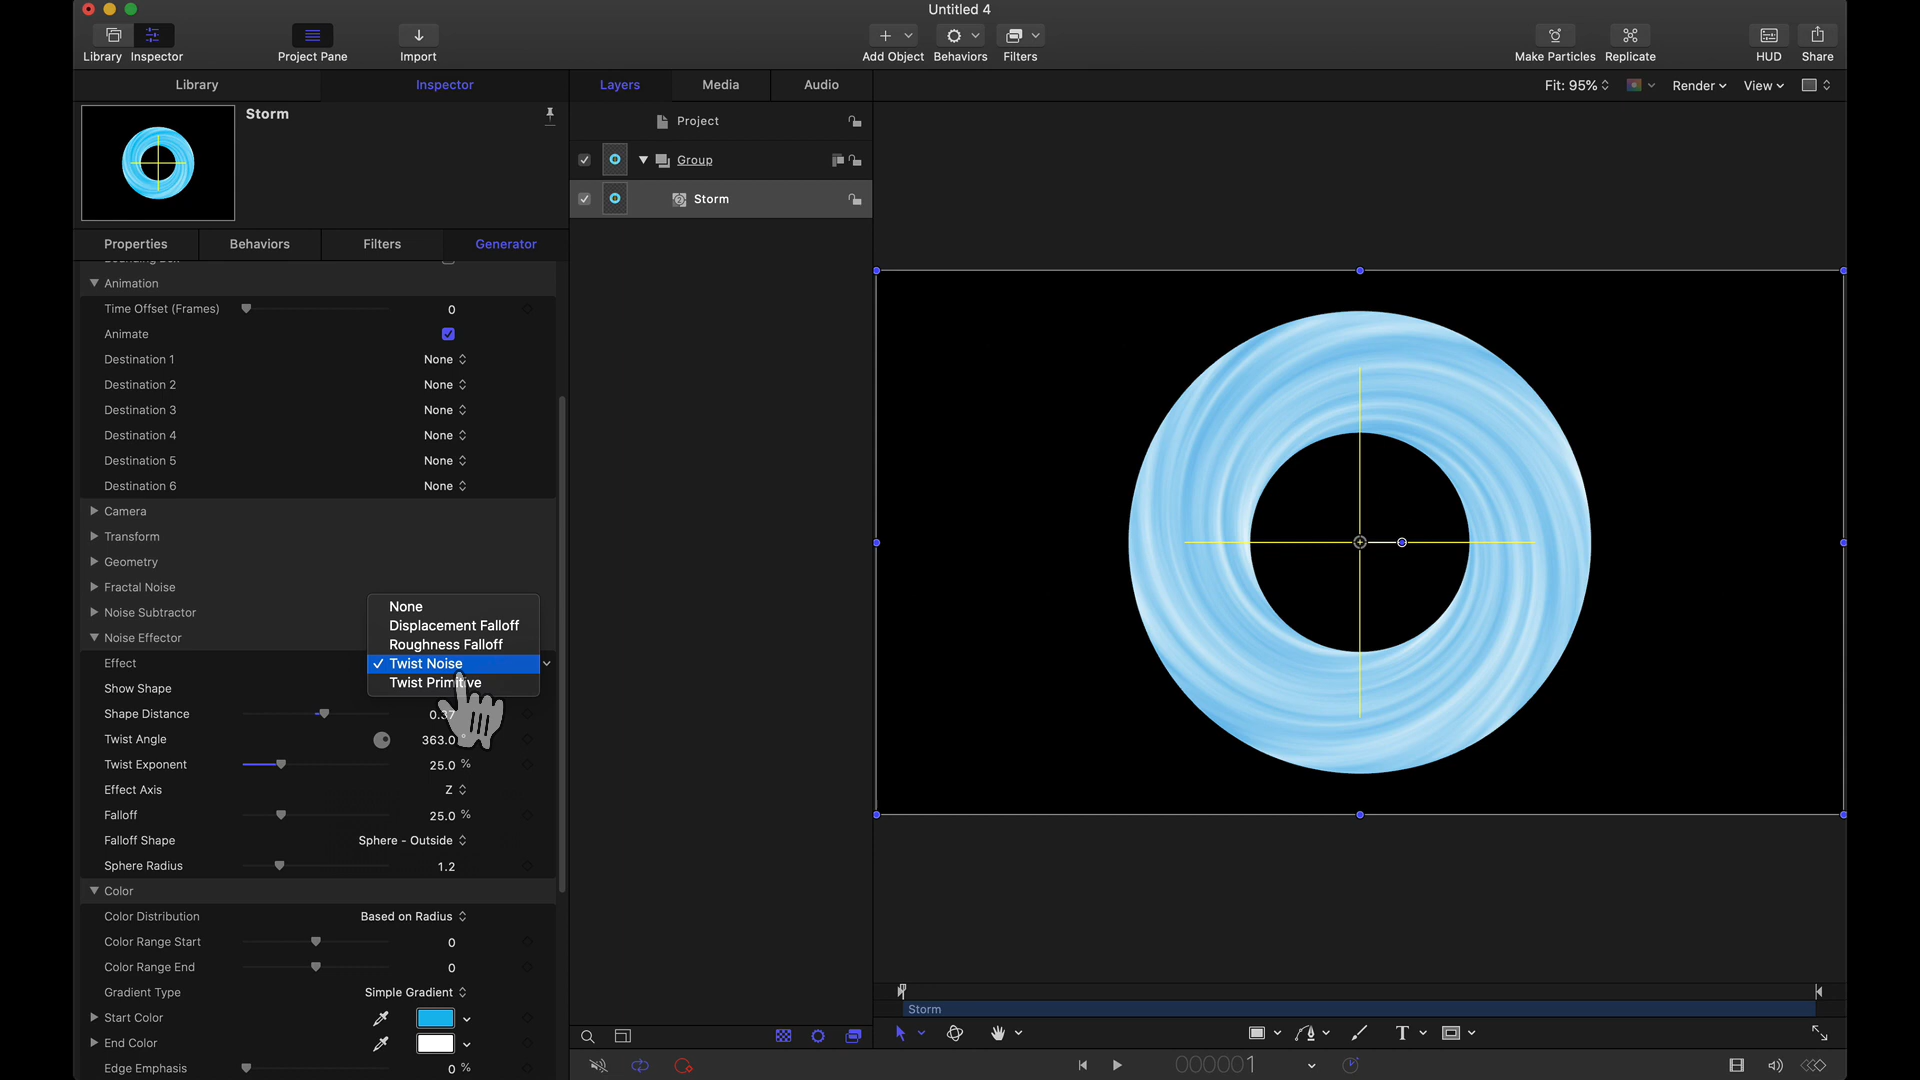 Untitled 4
Library
Inspector
Project Pane
Import
Add Object
Behaviors
Filters
Make Particles
Replicate
HUD
Share
Library
Inspector
Layers
Media
Audio
Fit: 95%
Render
View
Storm
Project
Group
Storm
Properties
Behaviors
Filters
Generator
Animation
Time Offset (Frames) 0
Animate
Destination 1 None
Destination 2 None
Destination 3 None
Destination 4 None
Destination 5 None
Destination 6 None
Camera
Transform
Geometry
Fractal Noise
Noise Subtractor
Noise Effector
None
Displacement Falloff
Roughness Falloff
Twist Noise
Twist Primitive
Effect
Show Shape
Shape Distance 0.37
Twist Angle 363.0 °
Twist Exponent 25.0 %
Effect Axis Z
Falloff 25.0 %
Falloff Shape Sphere - Outside
Sphere Radius 1.2
Color
Color Distribution Based on Radius
Color Range Start 0
Color Range End 0
Gradient Type Simple Gradient
Start Color
End Color
Edge Emphasis 0 %
Storm
T
000001